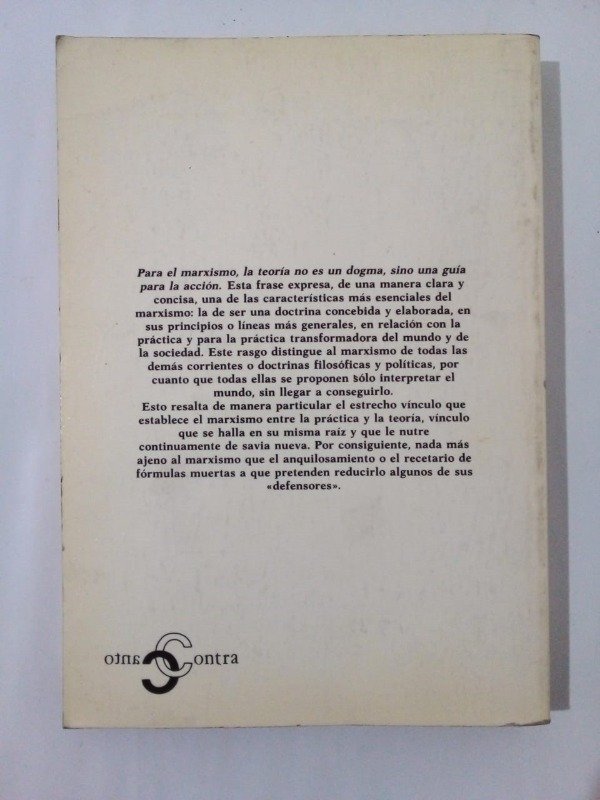 Para el marxismo, la teoría no es un dogma, sino una guía
para la acción. Esta frase expresa, de una manera clara y
concisa, una de las características más esenciales del
marxismo: la de ser una doctrina concebida y elaborada, en
sus principios o líneas más generales, en relación con la
práctica y para la práctica transformadora del mundo y de
la sociedad. Este rasgo distingue al marxismo de todas las
demás corrientes o doctrinas filosóficas y políticas, por
cuanto que todas ellas se proponen sólo interpretar el
mundo, sin llegar a conseguirlo.
Esto resalta de manera particular el estrecho vínculo que
establece el marxismo entre la práctica y la teoría, vínculo
que se halla en su misma raíz y que le nutre
continuamente de savia nueva. Por consiguiente, nada más
ajeno al marxismo que el anquilosamiento o el recetario de
fórmulas muertas a que pretenden reducirlo algunos de sus
«defensores».
Contra
Canto